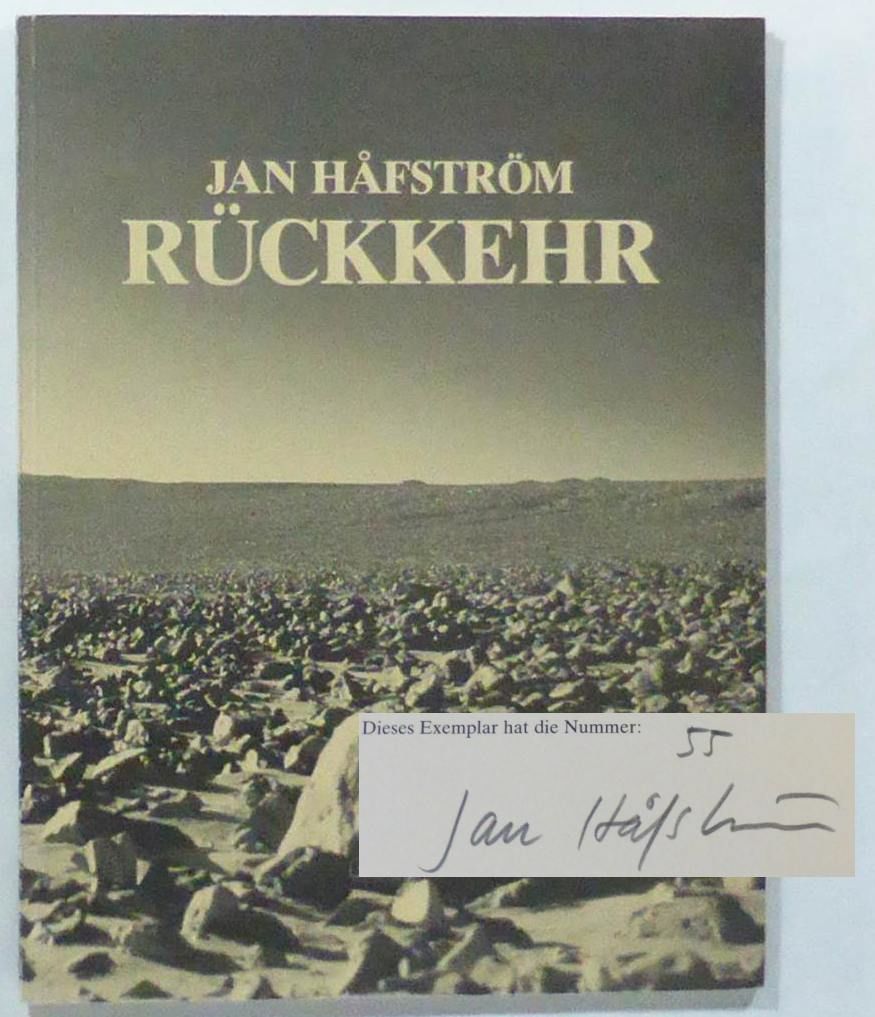 JAN HÅFSTRÖM
RÜCKKEHR
Dieses Exemplar hat die Nummer:
55
Jan Håfström